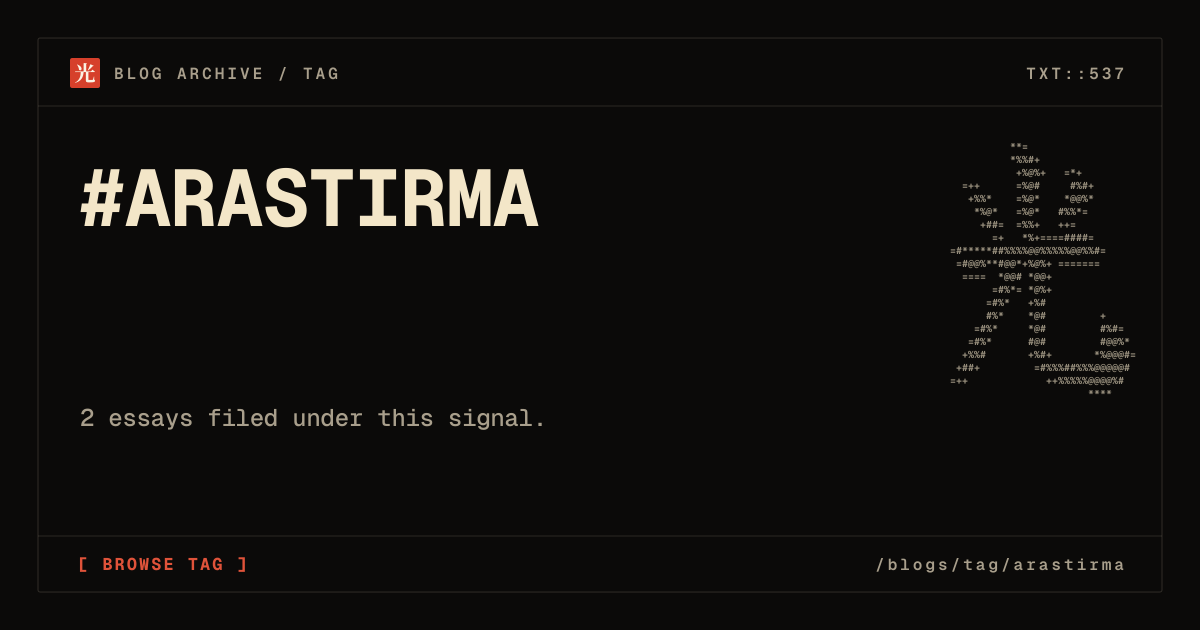 光 BLOG ARCHIVE / TAG
TXT::537
#ARASTIRMA
2 essays filed under this signal.
[ BROWSE TAG ]
/blogs/tag/arastirma